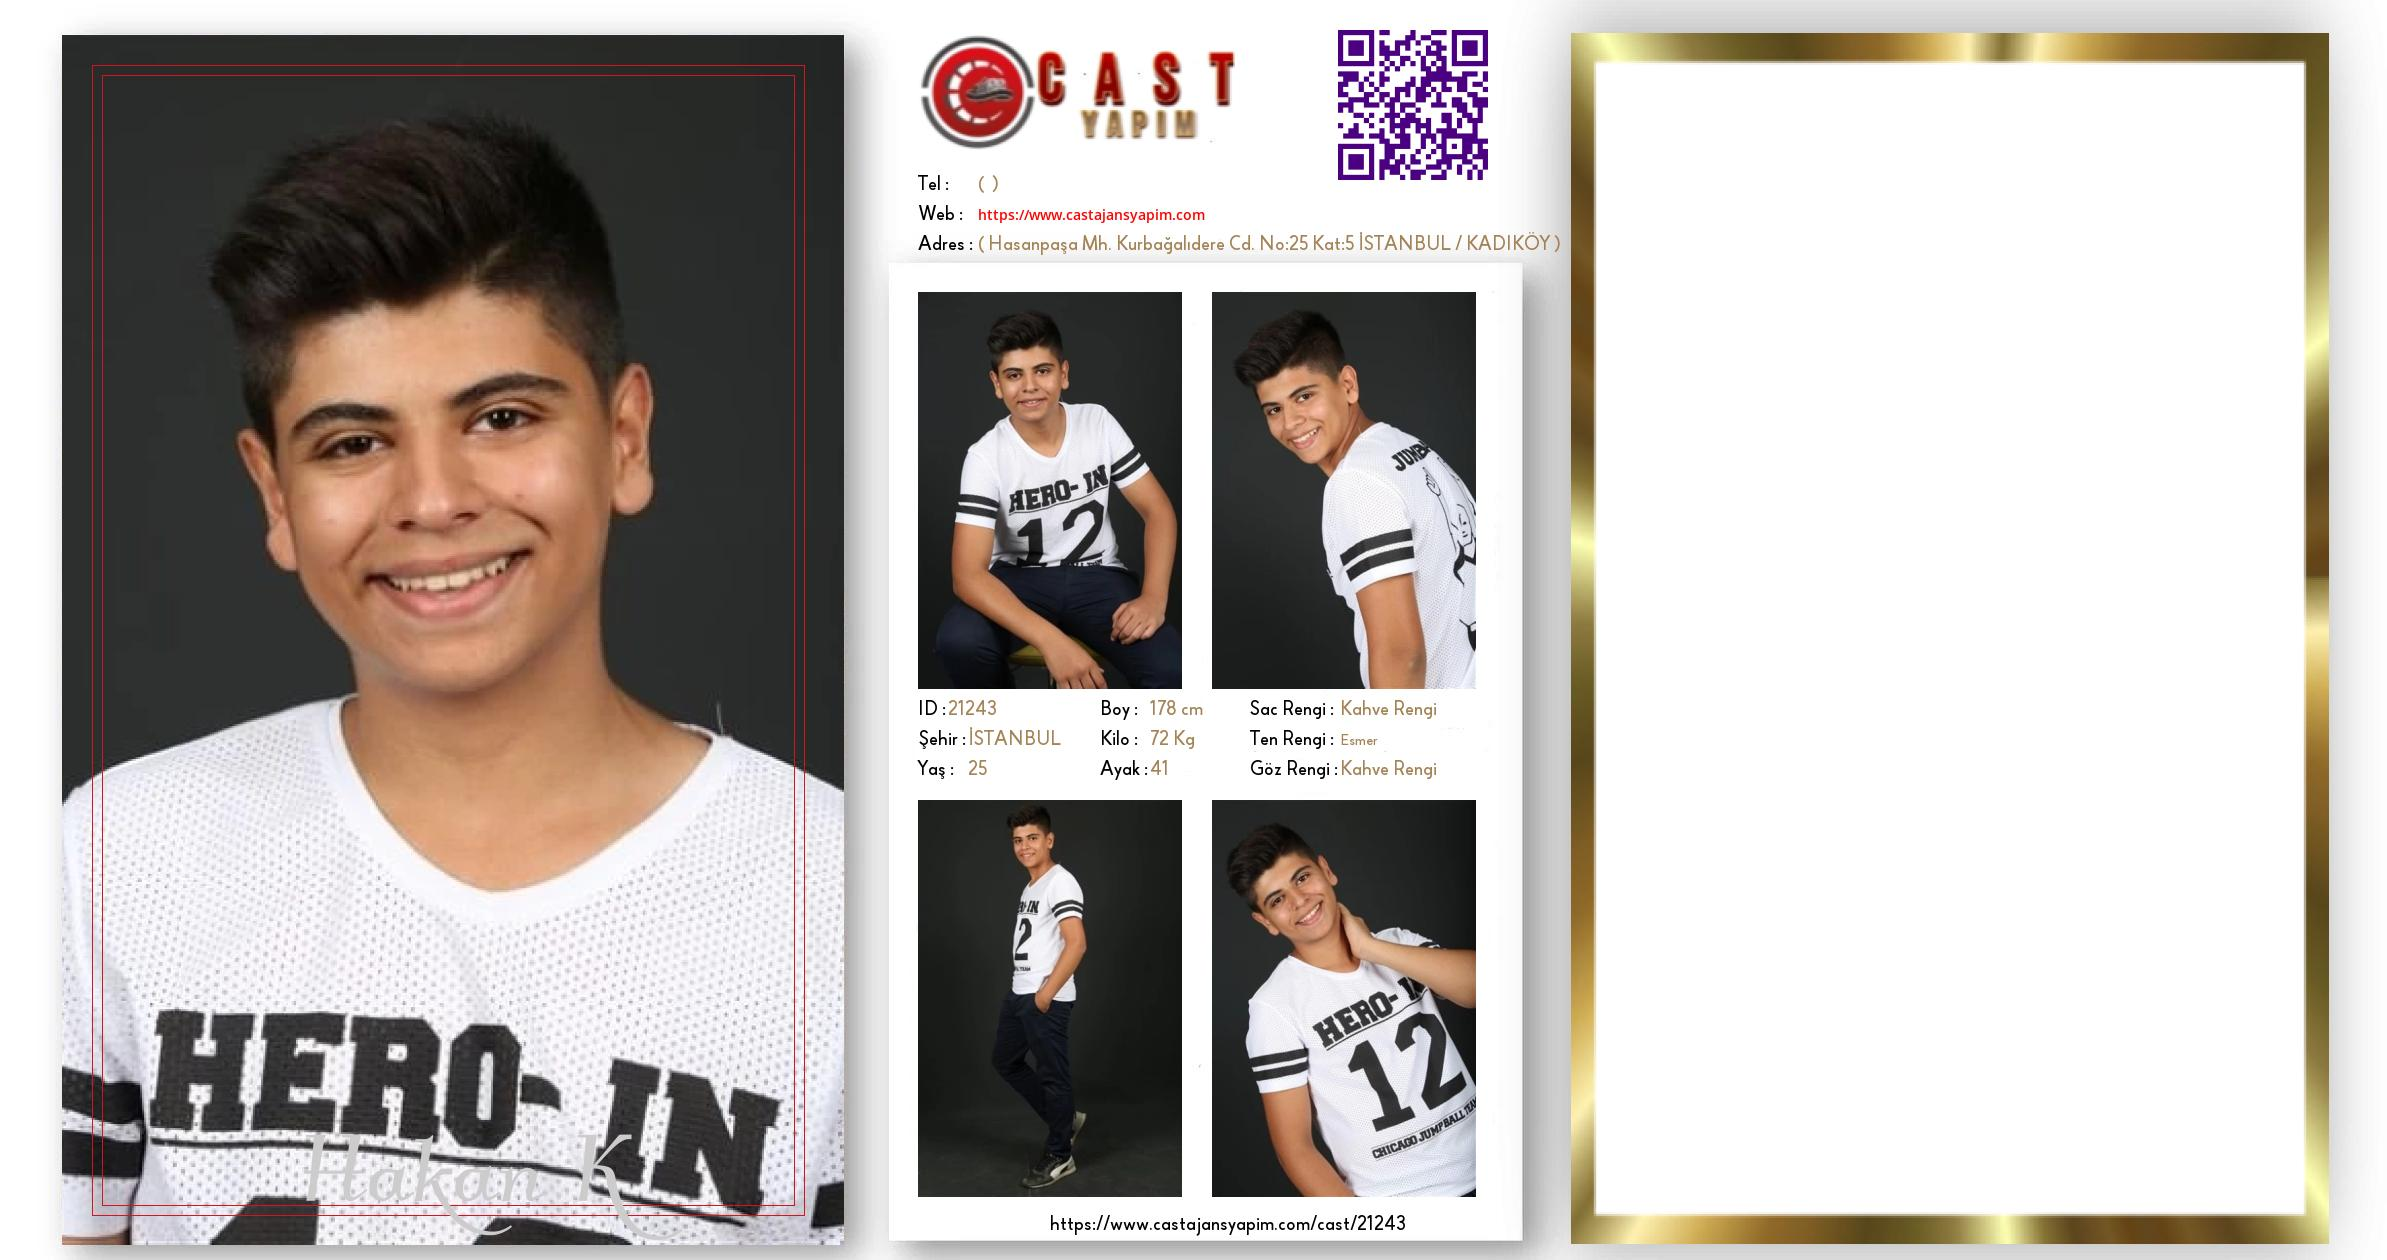 HERO- IN
Hakan K
CAST
YAPIM
Tel : ( )
Web : https://www.castajansyapim.com
Adres : ( Hasanpaşa Mh. Kurbağalıdere Cd. No:25 Kat:5 İSTANBUL / KADIKÖY )
HERO- IN
12
JUMB
ID : 21243 Boy : 178 cm Sac Rengi : Kahve Rengi
Şehir : İSTANBUL Kilo : 72 Kg Ten Rengi : Esmer
Yaş : 25 Ayak : 41 Göz Rengi : Kahve Rengi
HERO- IN
12
CHICAGO JUMPBALL TEAM
https://www.castajansyapim.com/cast/21243